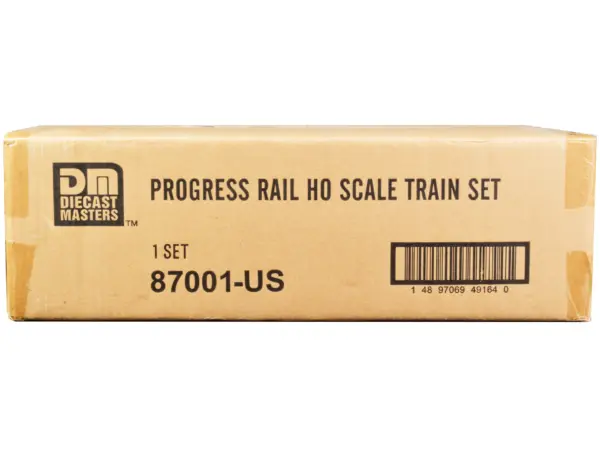 DM
DIECAST
MASTERS
TM
PROGRESS RAIL HO SCALE TRAIN SET
1 SET
87001-US
1 48 97069 49164 0